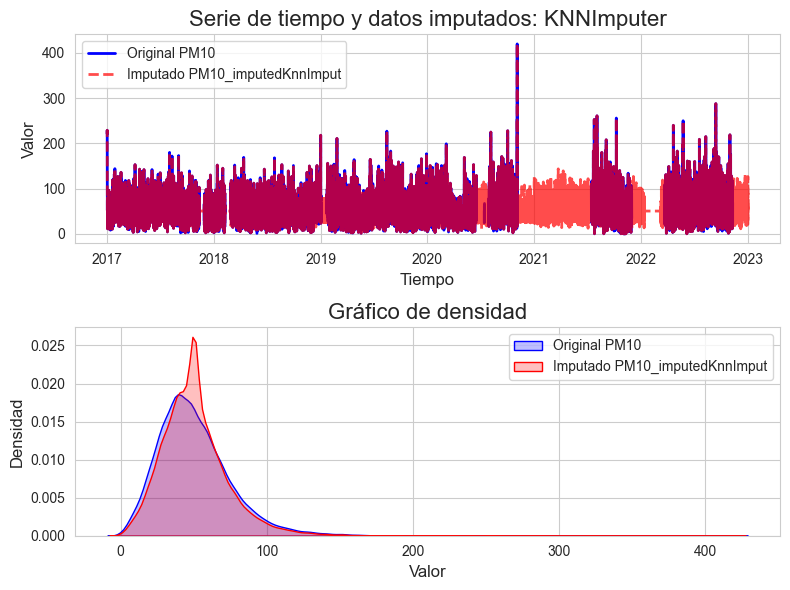 Serie de tiempo y datos imputados: KNNImputer
Original PM10
Imputado PM10_imputedKnnImput
400
300
200
100
0
Valor
2017
2018
2019
2020
2021
2022
2023
Tiempo
Gráfico de densidad
Original PM10
Imputado PM10_imputedKnnImput
0.025
0.020
0.015
0.010
0.005
0.000
Densidad
0
100
200
300
400
Valor